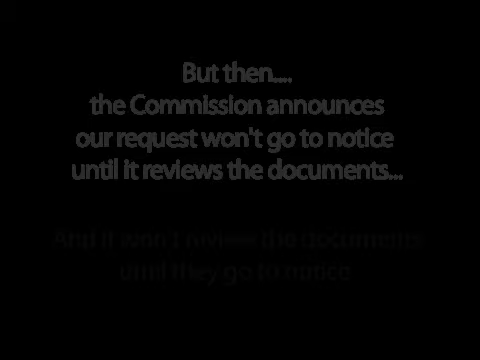 But then....
the Commission announces
our request won't go to notice
until it reviews the documents...
And it won't review the documents
until they go to notice